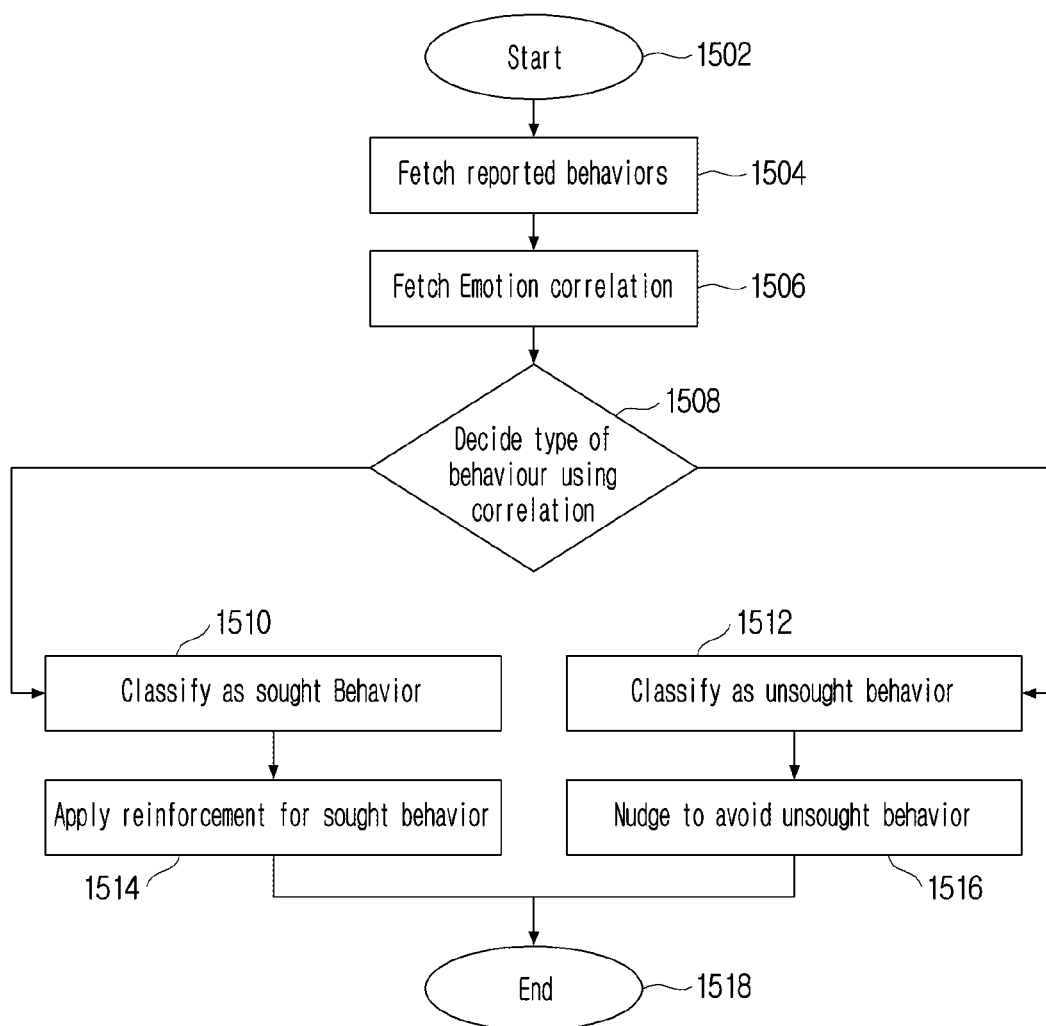 Start
1502
Fetch reported behaviors
1504
Fetch Emotion correlation
1506
1508
Decide type of
behaviour using
correlation
1510
1512
Classify as sought Behavior
Classify as unsought behavior
Apply reinforcement for sought behavior
Nudge to avoid unsought behavior
1514
1516
End
1518